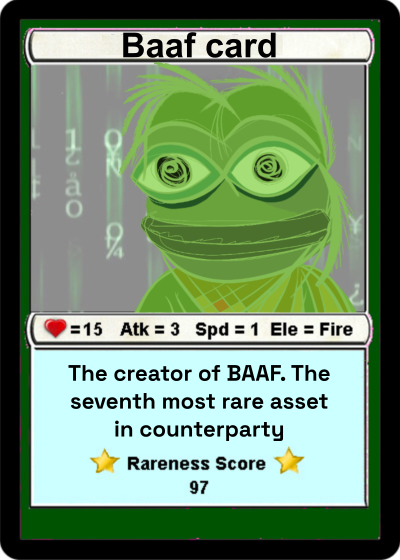 Baaf card
=15 Atk = 3 Spd = 1 Ele = Fire
The creator of BAAF. The
seventh most rare asset
in counterparty
Rareness Score
97